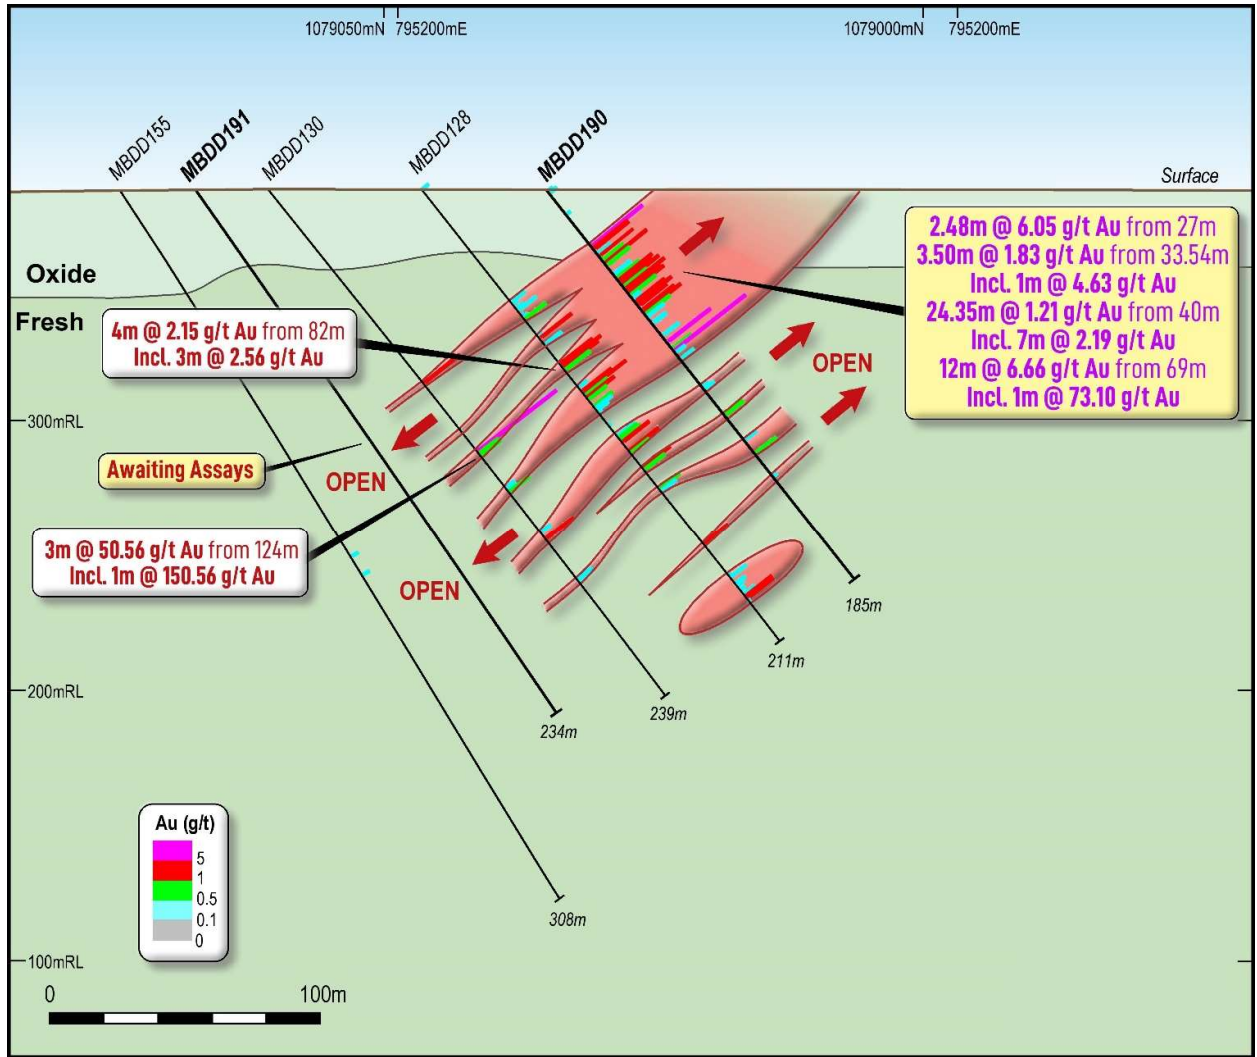 1079050mN 795200mE
1079000mN 795200mE
MBDD155
MBDD191
MBDD130
MBDD128
MBDD190
Surface
Oxide
Fresh
2.48m @ 6.05 g/t Au from 27m
3.50m @ 1.83 g/t Au from 33.54m
Incl. 1m @ 4.63 g/t Au
24.35m @ 1.21 g/t Au from 40m
Incl. 7m @ 2.19 g/t Au
12m @ 6.66 g/t Au from 69m
Incl. 1m @ 73.10 g/t Au
4m @ 2.15 g/t Au from 82m
Incl. 3m @ 2.56 g/t Au
OPEN
300mRL
Awaiting Assays
OPEN
3m @ 50.56 g/t Au from 124m
Incl. 1m @ 150.56 g/t Au
OPEN
185m
211m
200mRL
239m
234m
Au (g/t)
5
1
0.5
0.1
0
308m
100mRL
0 100m